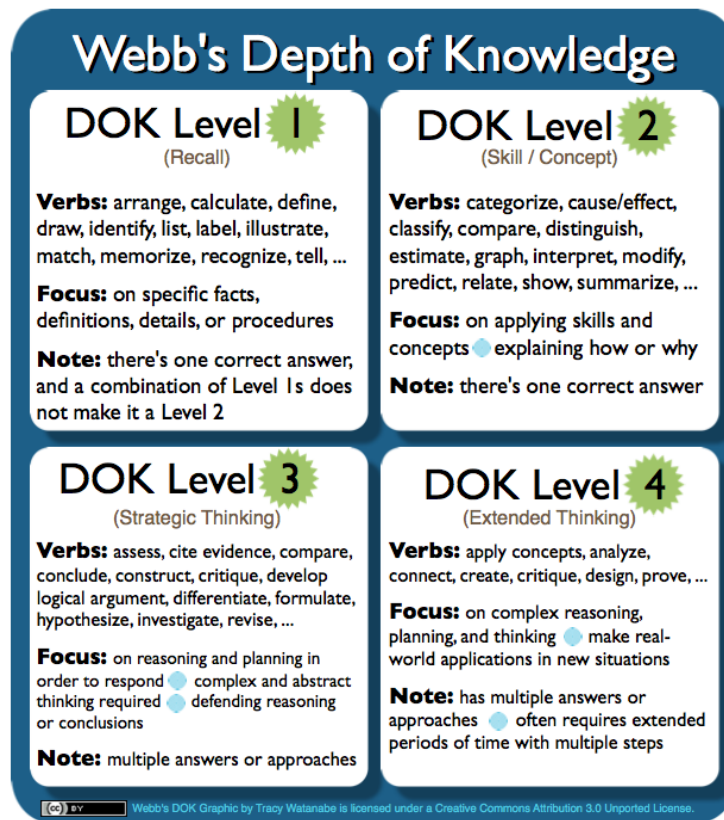 Webb's Depth of Knowledge
DOK Level 1
(Recall)
Verbs: arrange, calculate, define,
draw, identify, list, label, illustrate,
match, memorize, recognize, tell, ...
Focus: on specific facts,
definitions, details, or procedures
Note: there's one correct answer,
and a combination of Level 1s does
not make it a Level 2
DOK Level 2
(Skill / Concept)
Verbs: categorize, cause/effect,
classify, compare, distinguish,
estimate, graph, interpret, modify,
predict, relate, show, summarize, ...
Focus: on applying skills and
concepts explaining how or why
Note: there's one correct answer
DOK Level 3
(Strategic Thinking)
Verbs: assess, cite evidence, compare,
conclude, construct, critique, develop
logical argument, differentiate, formulate,
hypothesize, investigate, revise, ...
Focus: on reasoning and planning in
order to respond complex and abstract
thinking required defending reasoning
or conclusions
Note: multiple answers or approaches
DOK Level 4
(Extended Thinking)
Verbs: apply concepts, analyze,
connect, create, critique, design, prove, ...
Focus: on complex reasoning,
planning, and thinking make real-
world applications in new situations
Note: has multiple answers or
approaches often requires extended
periods of time with multiple steps
(cc) BY Webb's DOK Graphic by Tracy Watanabe is licensed under a Creative Commons Attribution 3.0 Unported License.